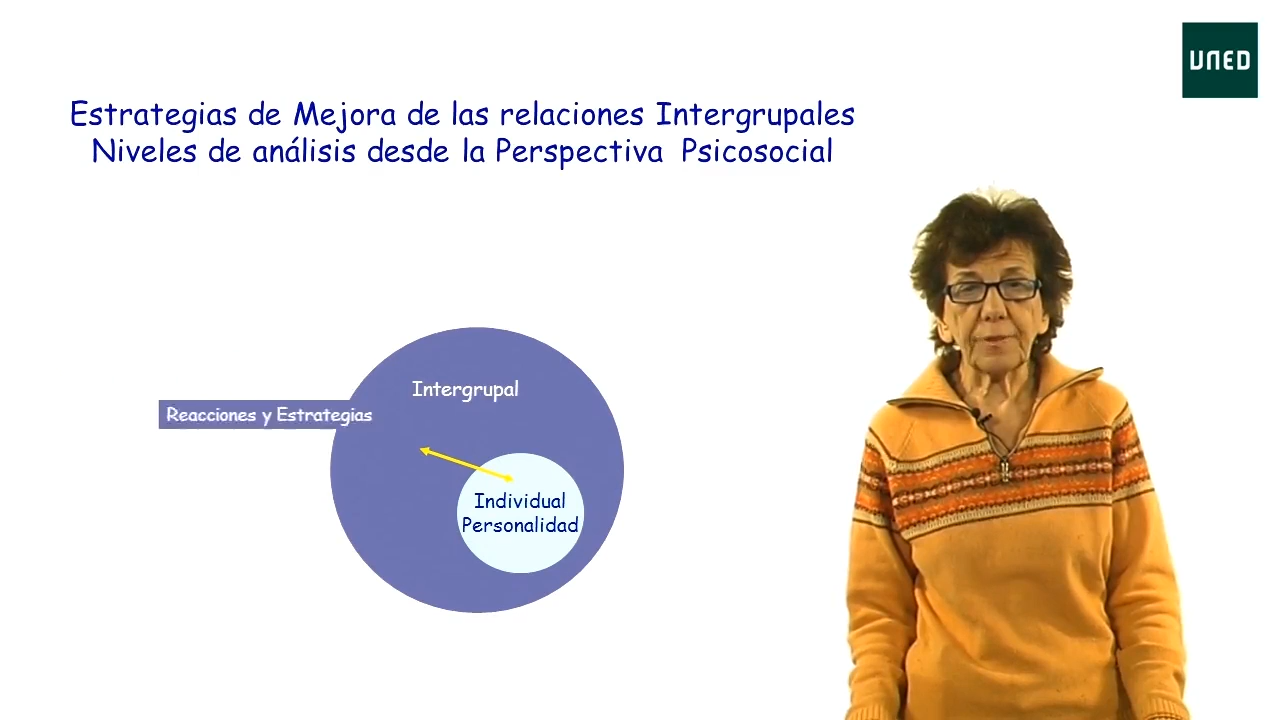 UNED
Estrategias de Mejora de las relaciones Intergrupales
Niveles de análisis desde la Perspectiva Psicosocial
Intergrupal
Reacciones y Estrategias
Individual
Personalidad